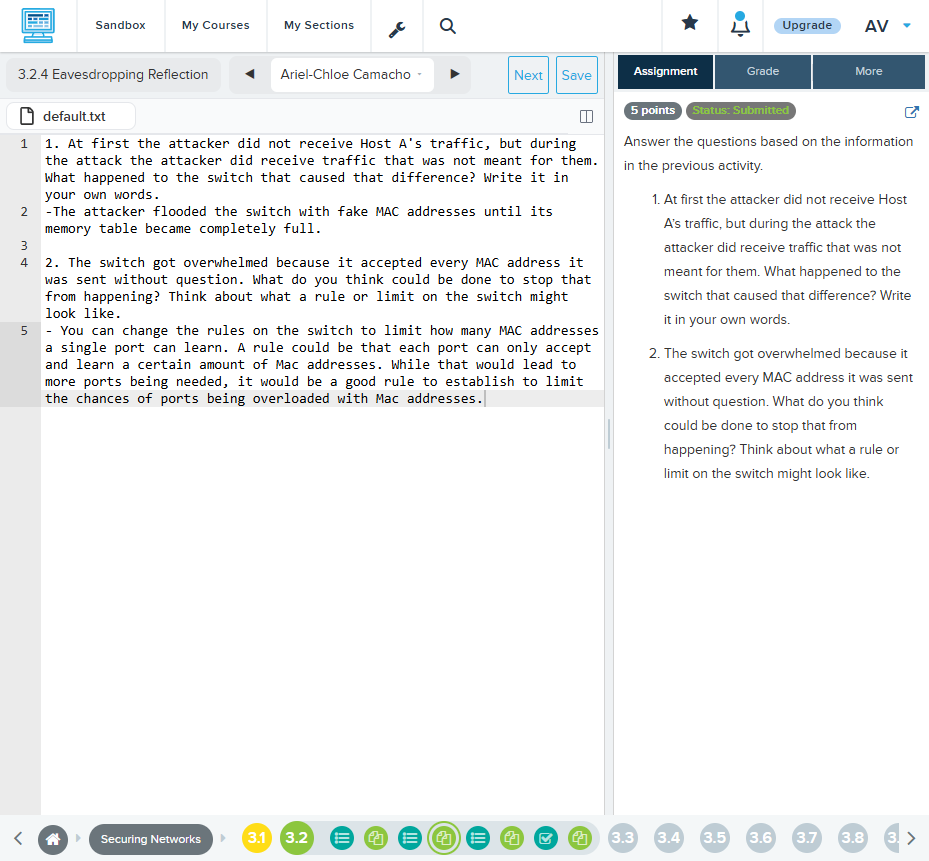 Sandbox
My Courses
My Sections
Upgrade
AV
3.2.4 Eavesdropping Reflection
Ariel-Chloe Camacho
Next
Save
Assignment
Grade
More
default.txt
5 points
Status: Submitted
1 1. At first the attacker did not receive Host A's traffic, but during
the attack the attacker did receive traffic that was not meant for them.
What happened to the switch that caused that difference? Write it in
your own words.
2 -The attacker flooded the switch with fake MAC addresses until its
memory table became completely full.
3
4 2. The switch got overwhelmed because it accepted every MAC address it
was sent without question. What do you think could be done to stop that
from happening? Think about what a rule or limit on the switch might
look like.
5 - You can change the rules on the switch to limit how many MAC addresses
a single port can learn. A rule could be that each port can only accept
and learn a certain amount of Mac addresses. While that would lead to
more ports being needed, it would be a good rule to establish to limit
the chances of ports being overloaded with Mac addresses.
Answer the questions based on the information
in the previous activity.
1. At first the attacker did not receive Host
A's traffic, but during the attack the
attacker did receive traffic that was not
meant for them. What happened to the
switch that caused that difference? Write
it in your own words.
2. The switch got overwhelmed because it
accepted every MAC address it was sent
without question. What do you think
could be done to stop that from
happening? Think about what a rule or
limit on the switch might look like.
Securing Networks
3.1
3.2
3.3
3.4
3.5
3.6
3.7
3.8
3.